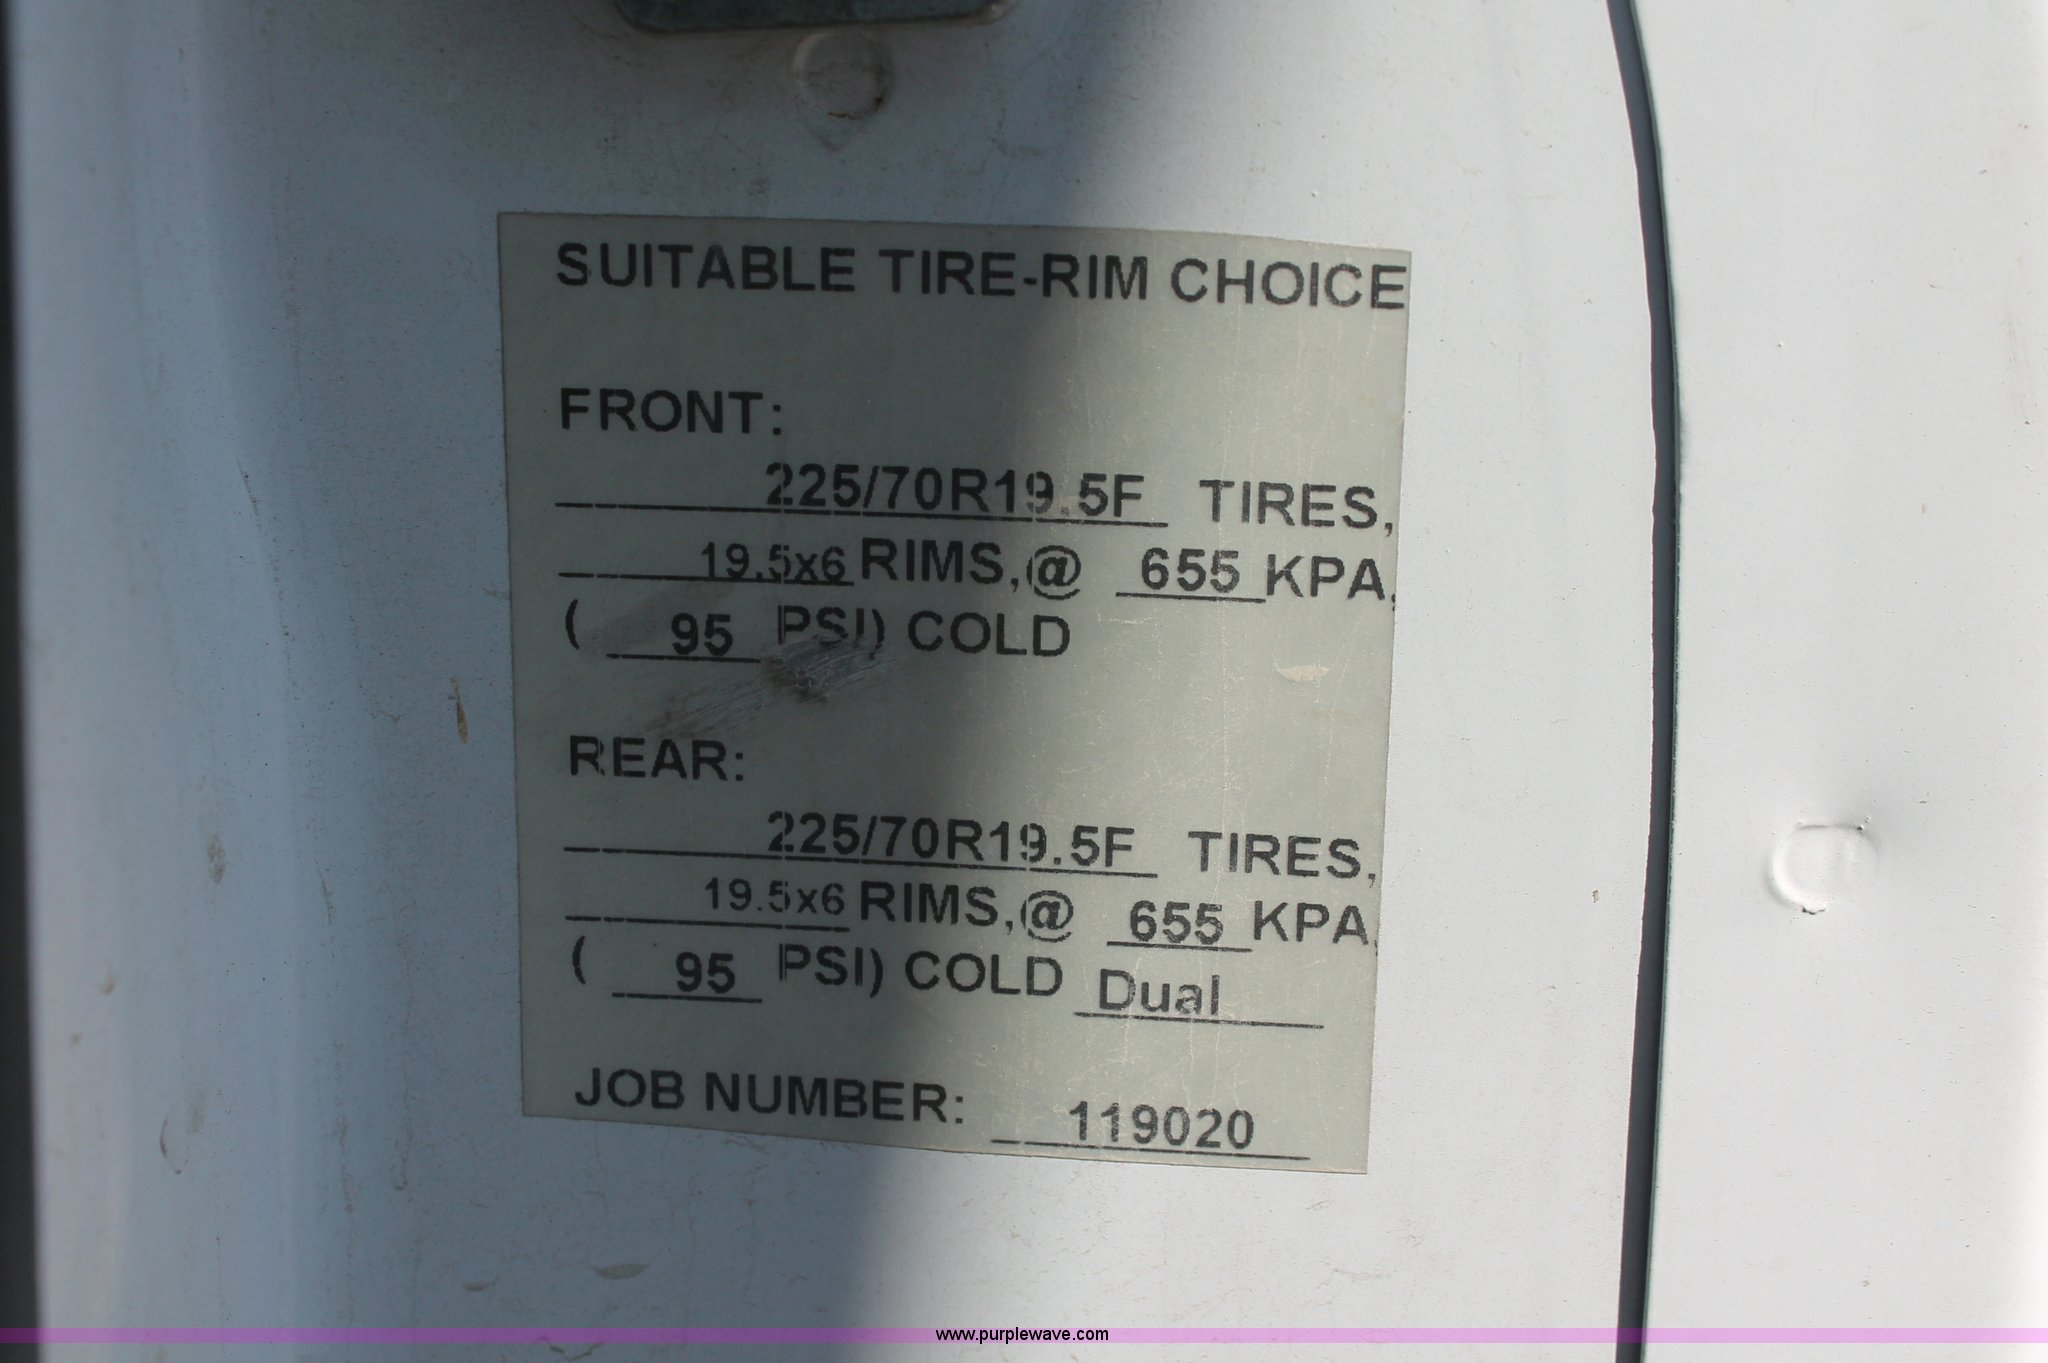 SUITABLE TIRE-RIM CHOICE
FRONT:
225/70R19.5F TIRES,
19.5x6 RIMS,@ 655 KPA,
( 95 PSI) COLD
REAR:
225/70R19.5F TIRES,
19.5x6 RIMS,@ 655 KPA,
( 95 PSI) COLD Dual
JOB NUMBER: 119020
www.purplewave.com